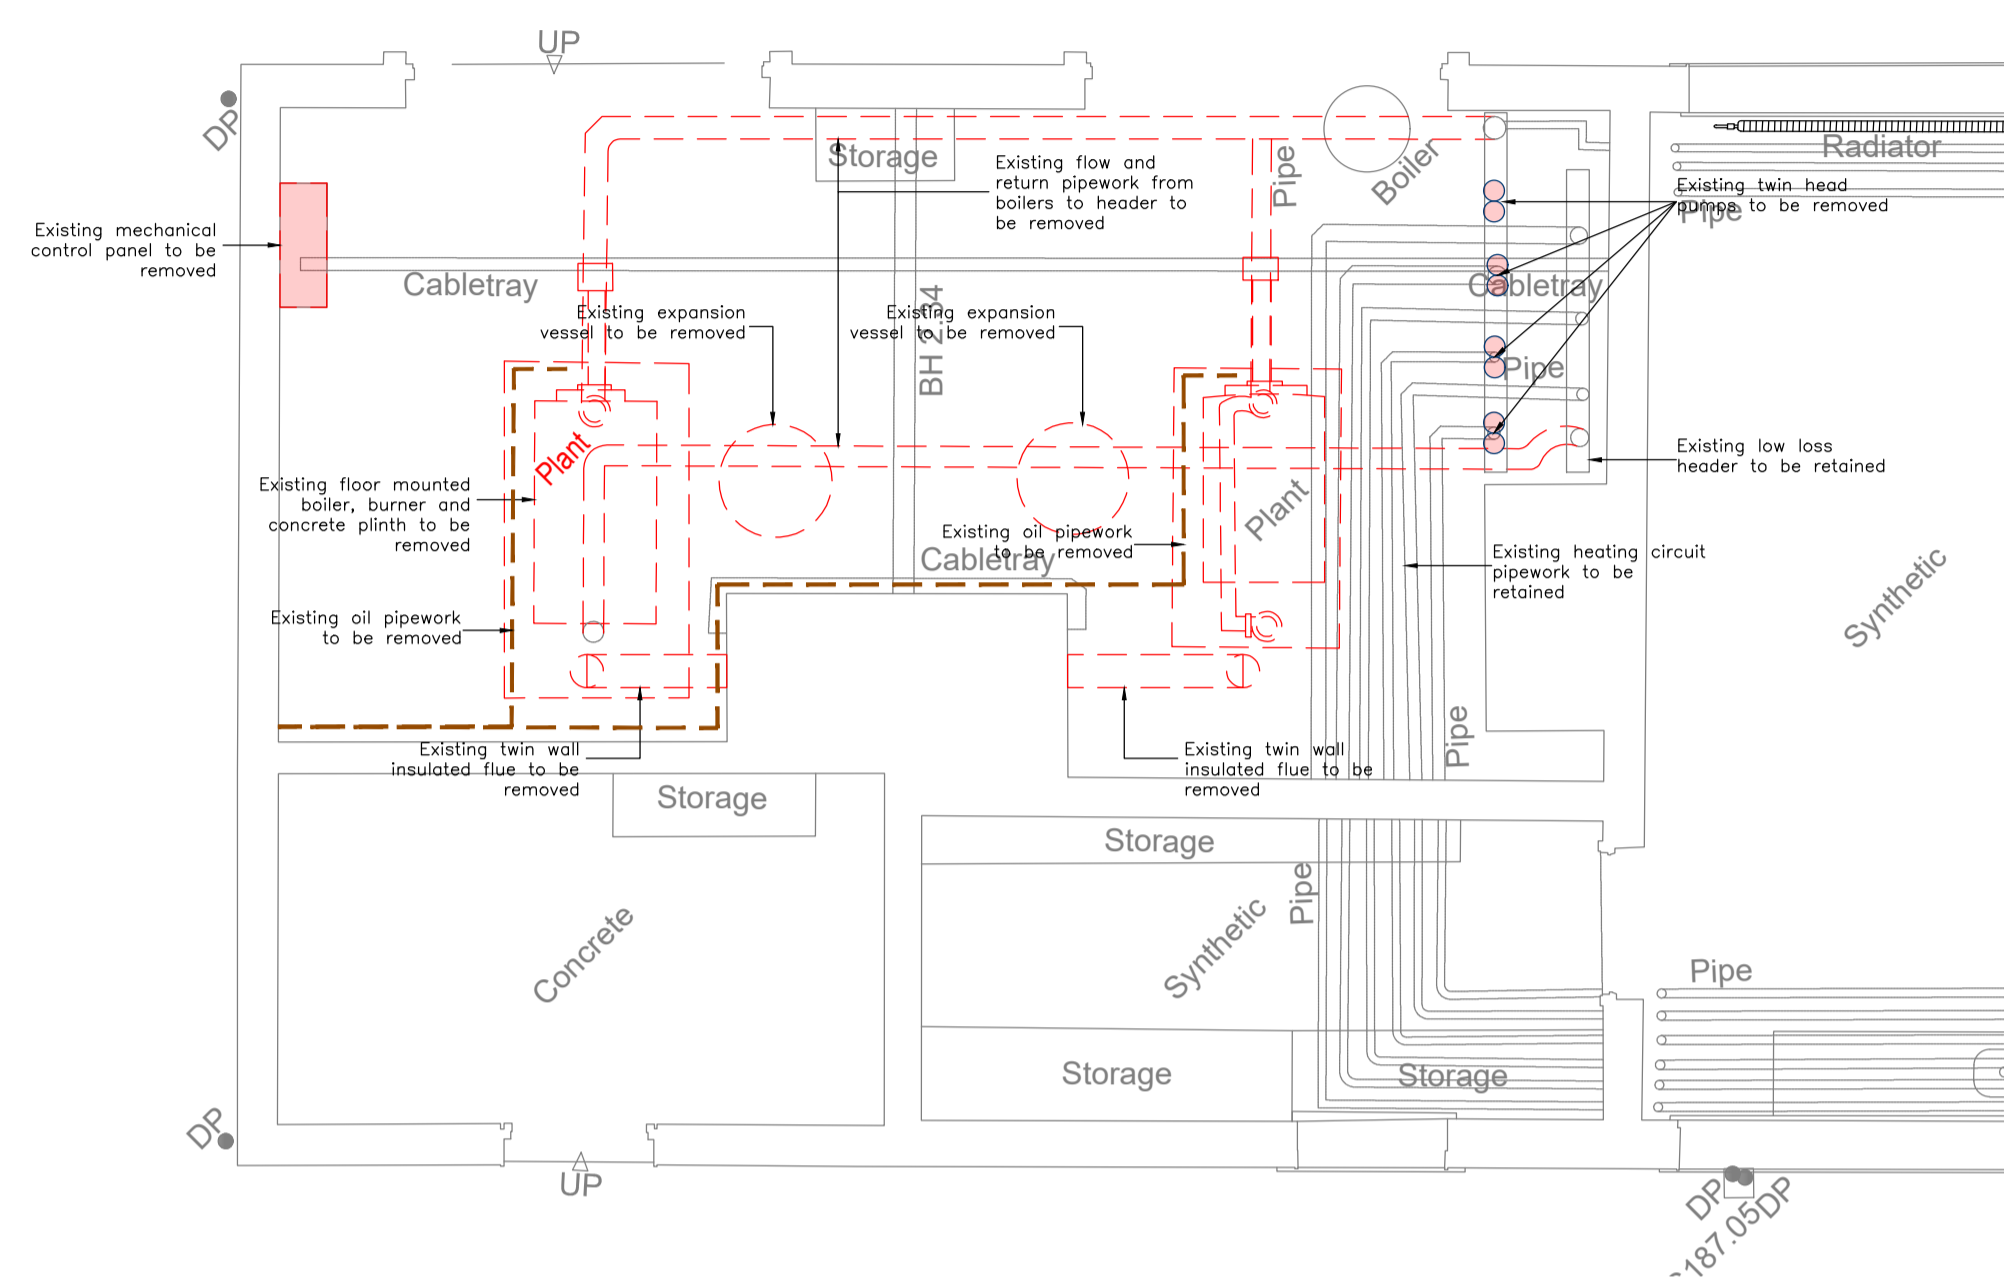 UP
DP
Storage
Existing flow and
return pipework from
boilers to header to
be removed
Pipe
Boiler
Radiator
Existing twin head
pumps to be removed
Pipe
Existing mechanical
control panel to be
removed
Cabletray
Cabletray
Existing expansion
vessel to be removed
Existing expansion
vessel to be removed
BH 2.34
Pipe
Plant
Existing low loss
header to be retained
Existing floor mounted
boiler, burner and
concrete plinth to be
removed
Plant
Existing oil pipework
to be removed
Cabletray
Existing heating circuit
pipework to be
retained
Synthetic
Existing oil pipework
to be removed
Pipe
Existing twin wall
insulated flue to be
removed
Existing twin wall
insulated flue to be
removed
Storage
Storage
Pipe
Concrete
Synthetic
Pipe
Storage
Storage
DP
UP
DP
DP
187.05